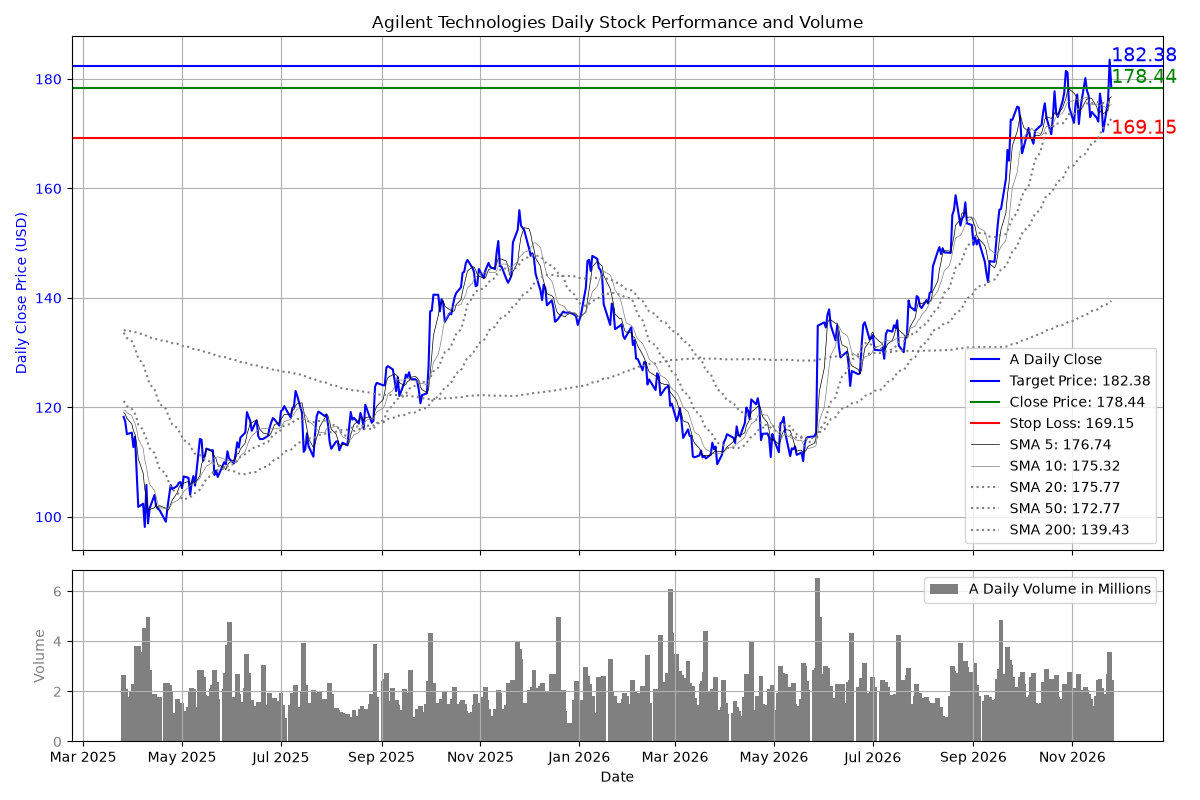 Agilent Technologies Daily Stock Performance and Volume
Daily Close Price (USD)
180
160
140
120
100
182.38
178.44
169.15
A Daily Close
Target Price: 182.38
Close Price: 178.44
Stop Loss: 169.15
SMA 5: 176.74
SMA 10: 175.32
SMA 20: 175.77
SMA 50: 172.77
SMA 200: 139.43
Volume
6
4
2
0
A Daily Volume in Millions
Mar 2025 May 2025 Jul 2025 Sep 2025 Nov 2025 Jan 2026 Mar 2026 May 2026 Jul 2026 Sep 2026 Nov 2026
Date